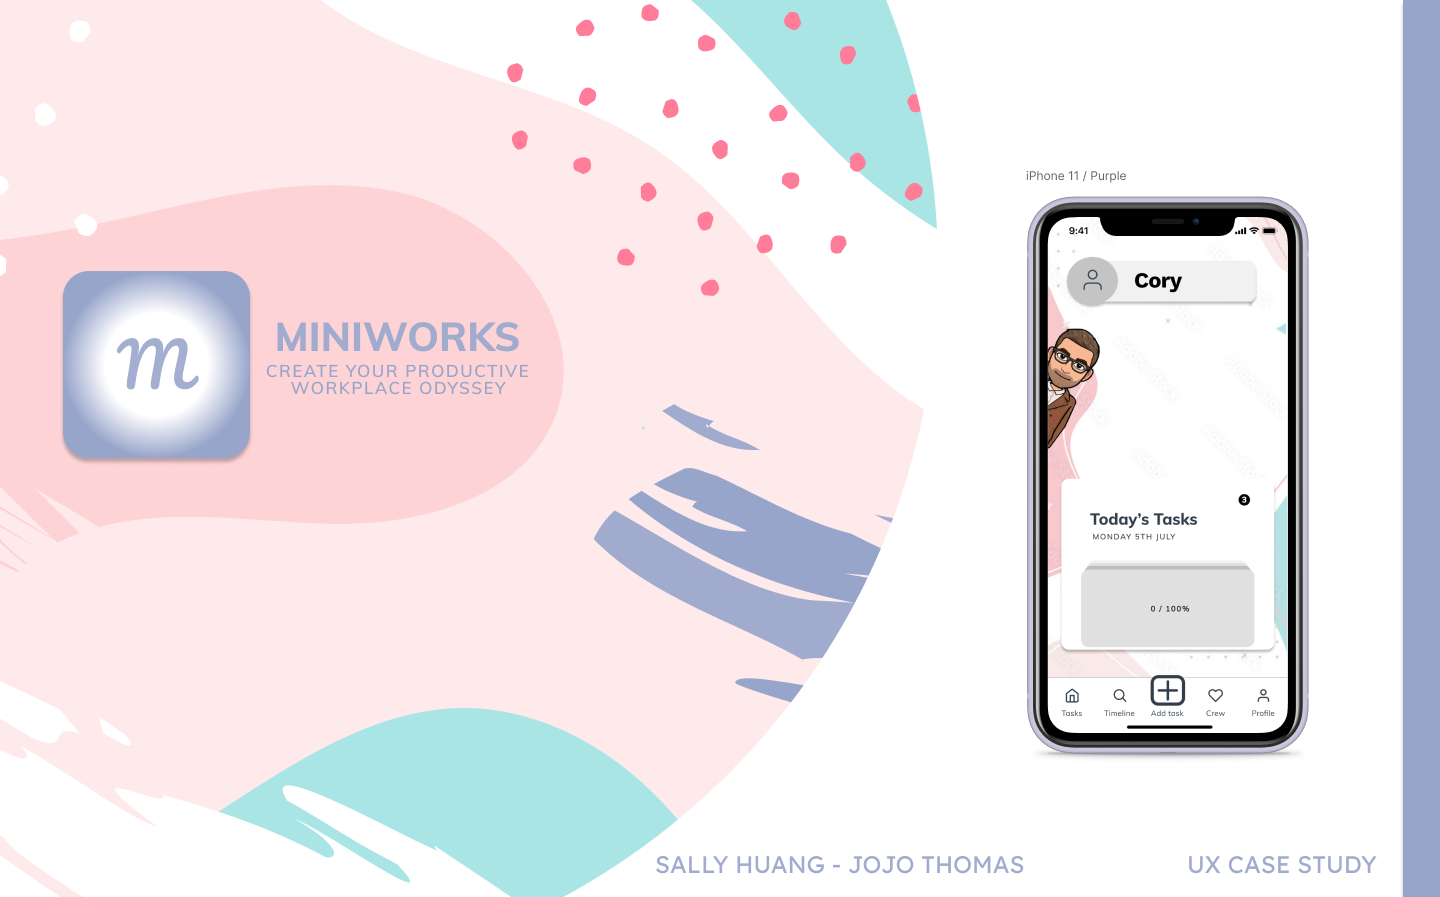 m
MINIWORKS
CREATE YOUR PRODUCTIVE
WORKPLACE ODYSSEY
iPhone 11 / Purple
9:41
Cory
3
Today’s Tasks
MONDAY 5TH JULY
0 / 100%
Tasks
Timeline
Add task
Crew
Profile
SALLY HUANG - JOJO THOMAS
UX CASE STUDY